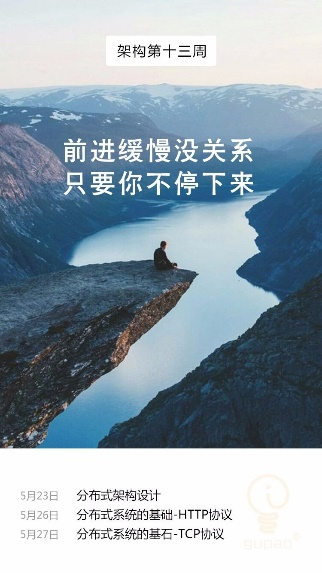 架构第十三周
前进缓慢没关系
只要你不停下来
5月23日 分布式架构设计
5月26日 分布式系统的基础-HTTP协议
5月27日 分布式系统的基石-TCP协议